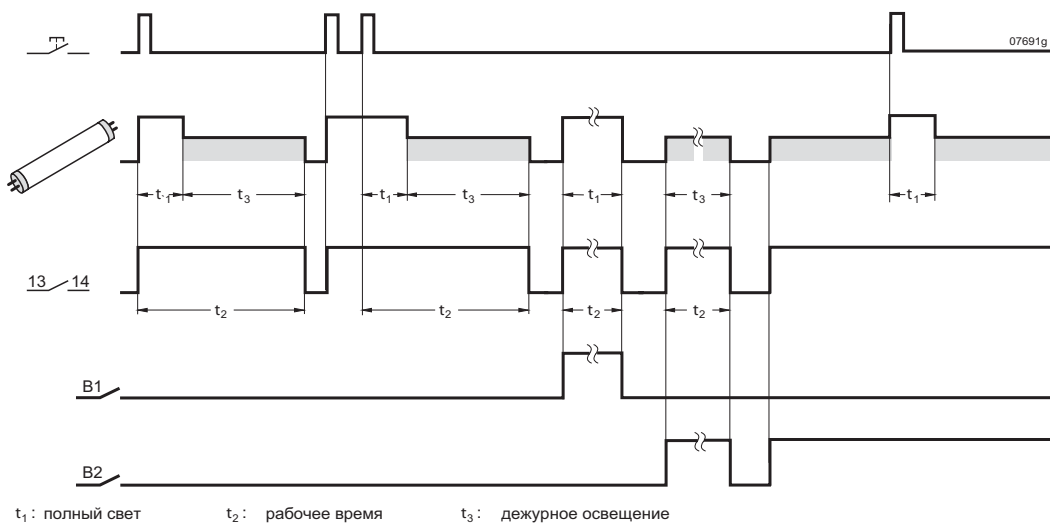 07691g
t₁ t₃ t₁ t₃ t₁ t₃ t₁
13 14
t₂ t₂ t₂ t₂
B1
B2
t₁: полный свет t₂: рабочее время t₃: дежурное освещение